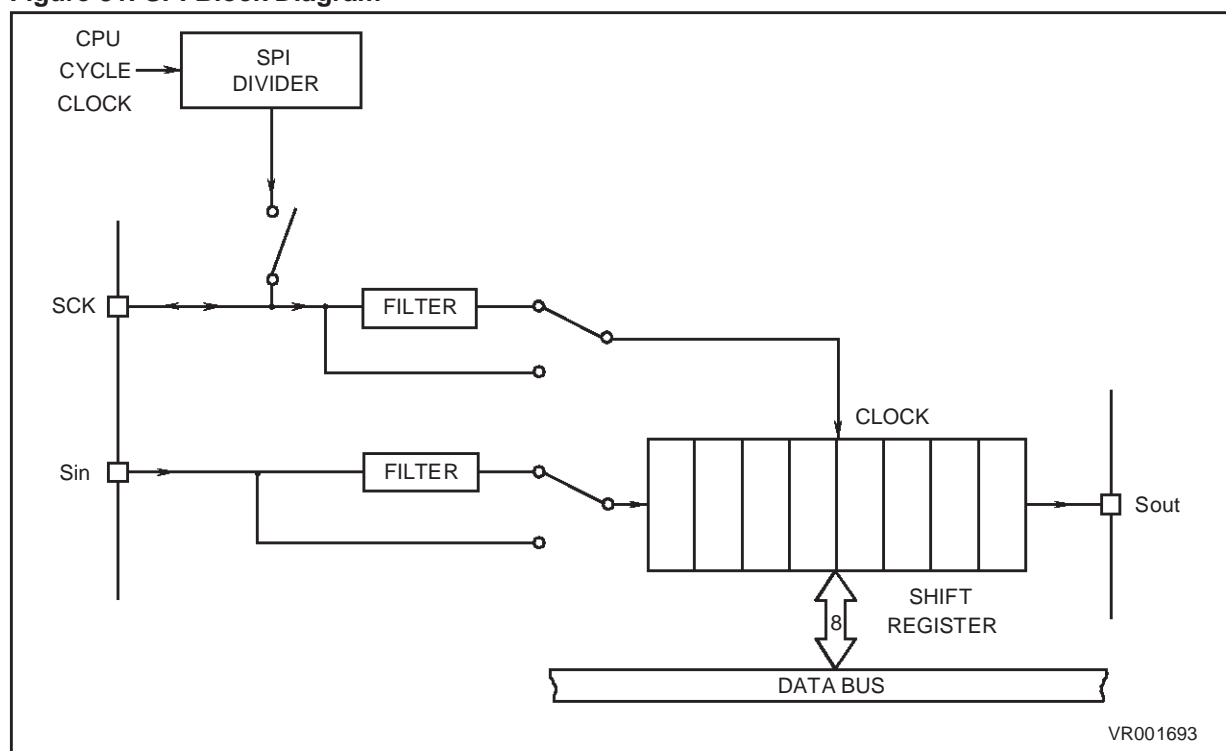 CPU
CYCLE
CLOCK
SPI
DIVIDER
SCK
FILTER
CLOCK
Sin
FILTER
Sout
8
SHIFT
REGISTER
DATA BUS
VR001693